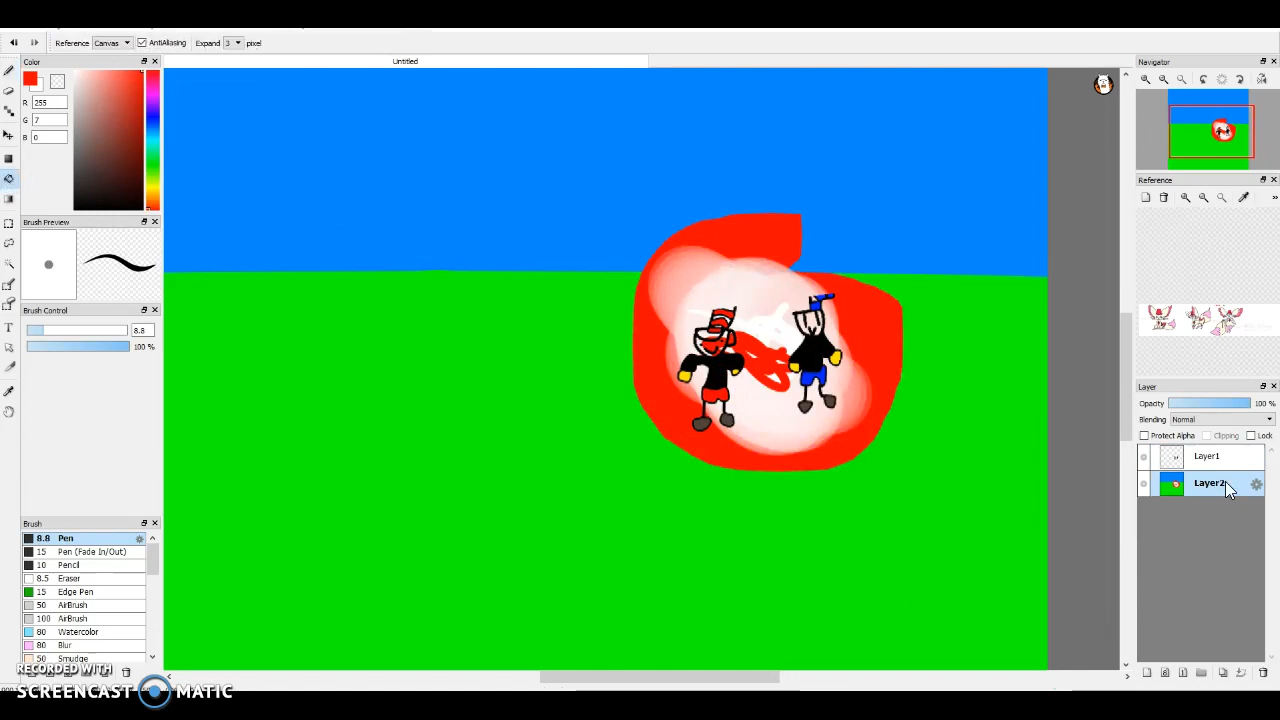 Reference Canvas AntiAliasing Expand 3 pixel
Color
Untitled
Navigator
R 255
G 7
B 0
Brush Preview
Reference
Brush Control
8.8
100 %
Layer
Opacity 100 %
Blending Normal
Protect Alpha Clipping Lock
Layer1
Layer2
Brush
8.8 Pen
15 Pen (Fade In/Out)
10 Pencil
8.5 Eraser
15 Edge Pen
50 AirBrush
100 AirBrush
80 Watercolor
80 Blur
50 Smudge
RECORDED WITH
SCREENCAST MATIC